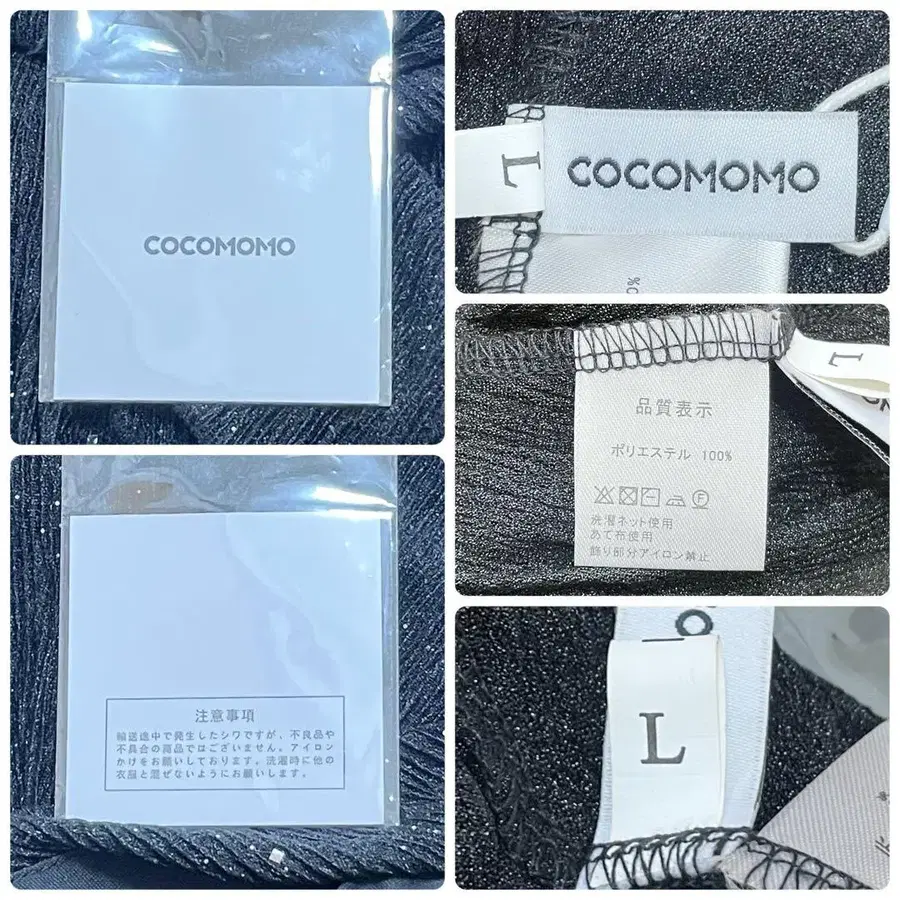 COCOMOMO
L
COCOMOMO
品質表示
ポリエステル 100%
洗濯ネット使用
あて布使用
飾り部分アイロン禁止
L
注意事項
輸送途中で発生したシワですが、不良品や
不具合の商品ではございません。アイロン
かけをお願いしております。洗濯時に他の
衣服と混ぜないようにお願いします。
L